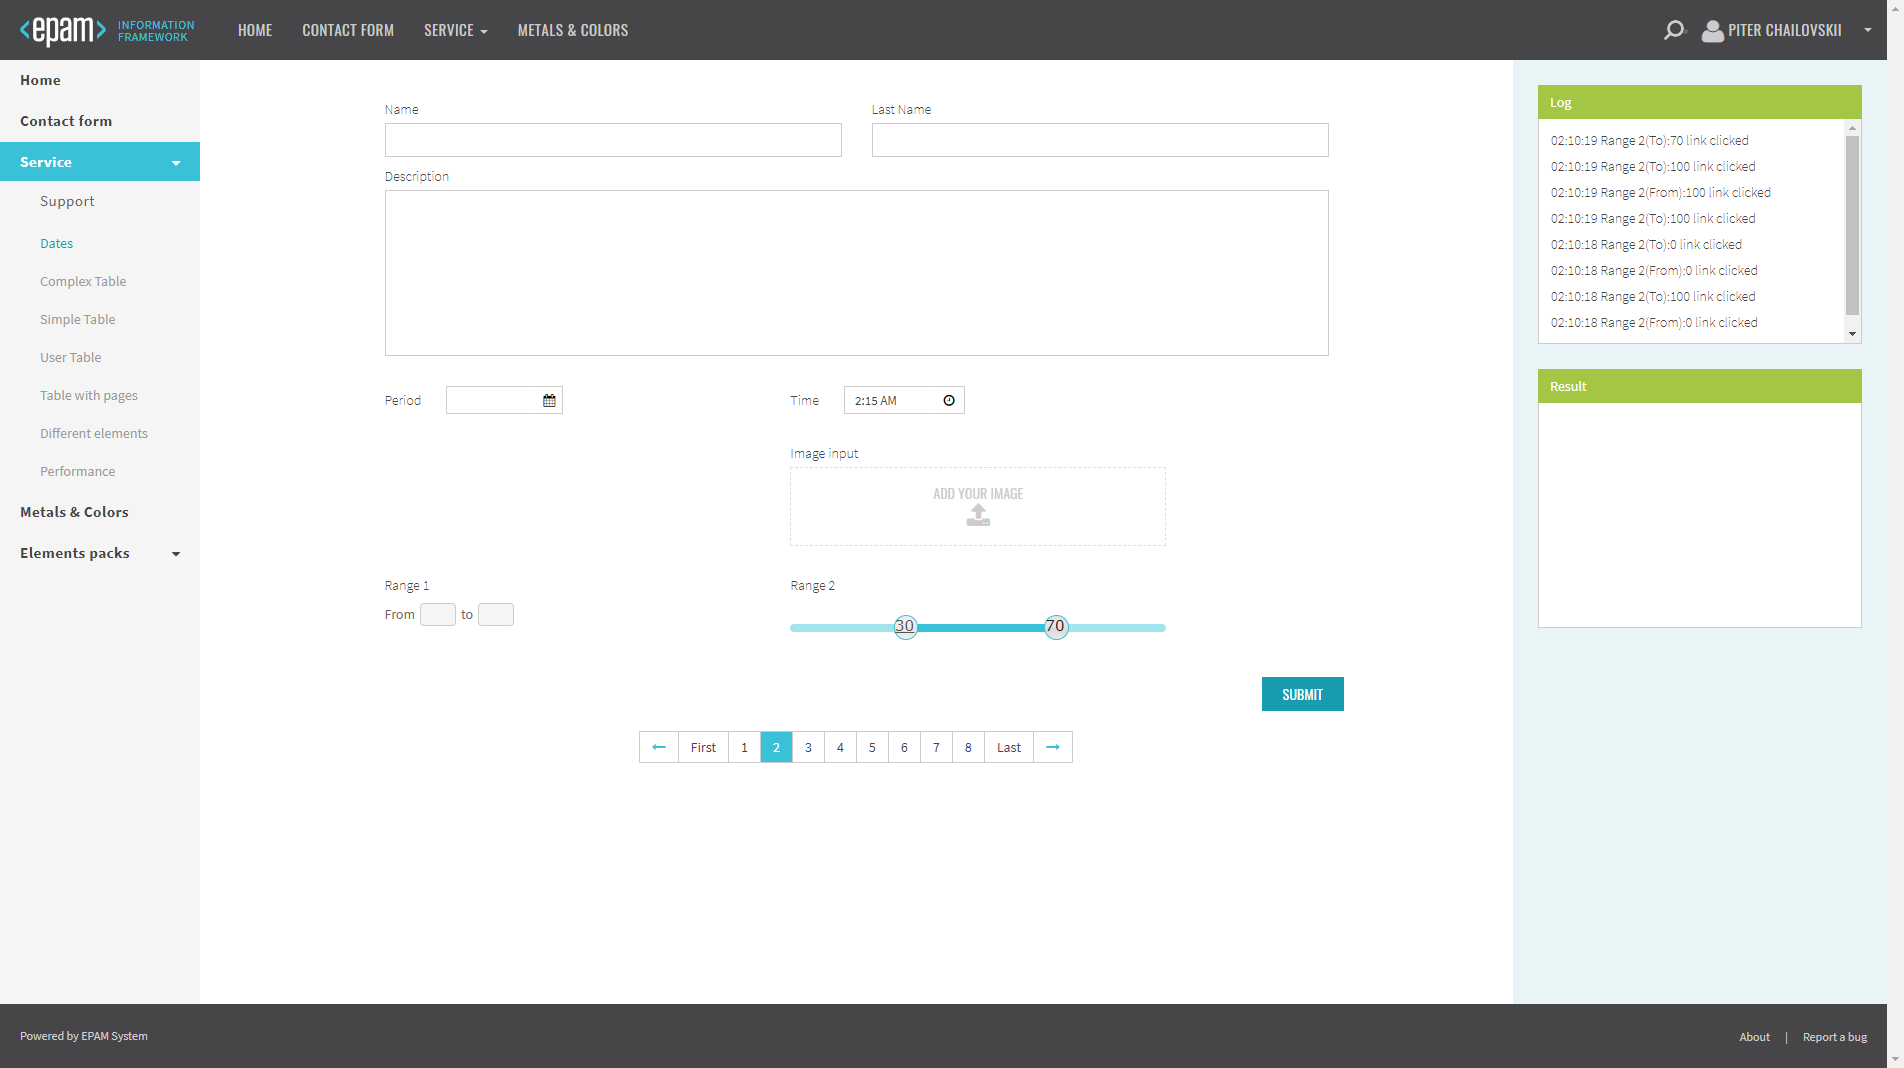 <epam> INFORMATION
FRAMEWORK
HOME CONTACT FORM SERVICE METALS & COLORS
PITER CHAILOVSKII
Home
Contact form
Service
Support
Dates
Complex Table
Simple Table
User Table
Table with pages
Different elements
Performance
Metals & Colors
Elements packs
Name
Last Name
Description
Period
Time 2:15 AM
Image input
ADD YOUR IMAGE
Range 1
From to
Range 2
30 70
SUBMIT
First 1 2 3 4 5 6 7 8 Last
Log
02:10:19 Range 2(To):70 link clicked
02:10:19 Range 2(To):100 link clicked
02:10:19 Range 2(From):100 link clicked
02:10:19 Range 2(To):100 link clicked
02:10:18 Range 2(To):0 link clicked
02:10:18 Range 2(From):0 link clicked
02:10:18 Range 2(To):100 link clicked
02:10:18 Range 2(From):0 link clicked
Result
Powered by EPAM System
About | Report a bug